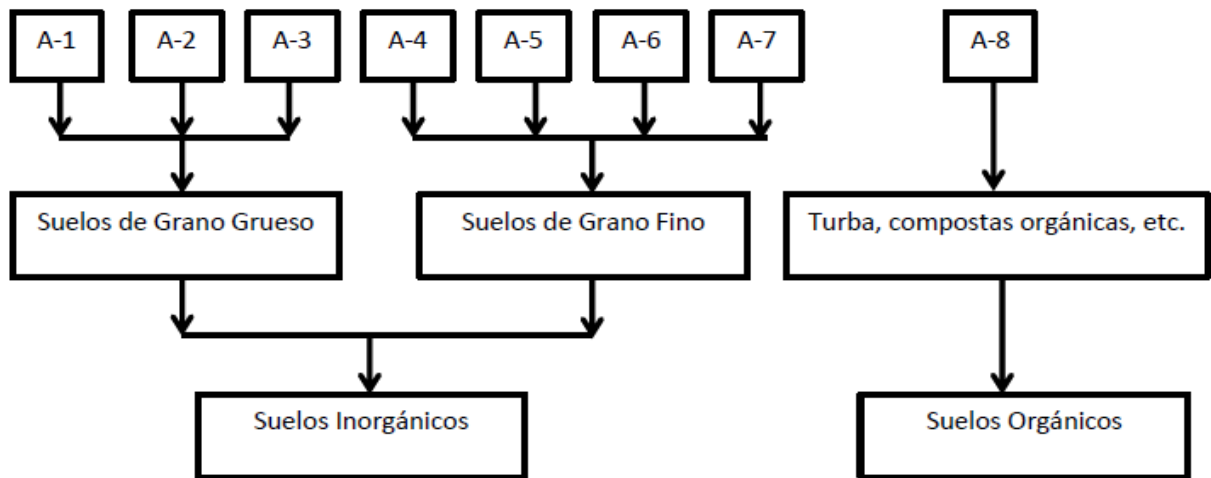 A-1
A-2
A-3
A-4
A-5
A-6
A-7
A-8
Suelos de Grano Grueso
Suelos de Grano Fino
Turba, compostas orgánicas, etc.
Suelos Inorgánicos
Suelos Orgánicos